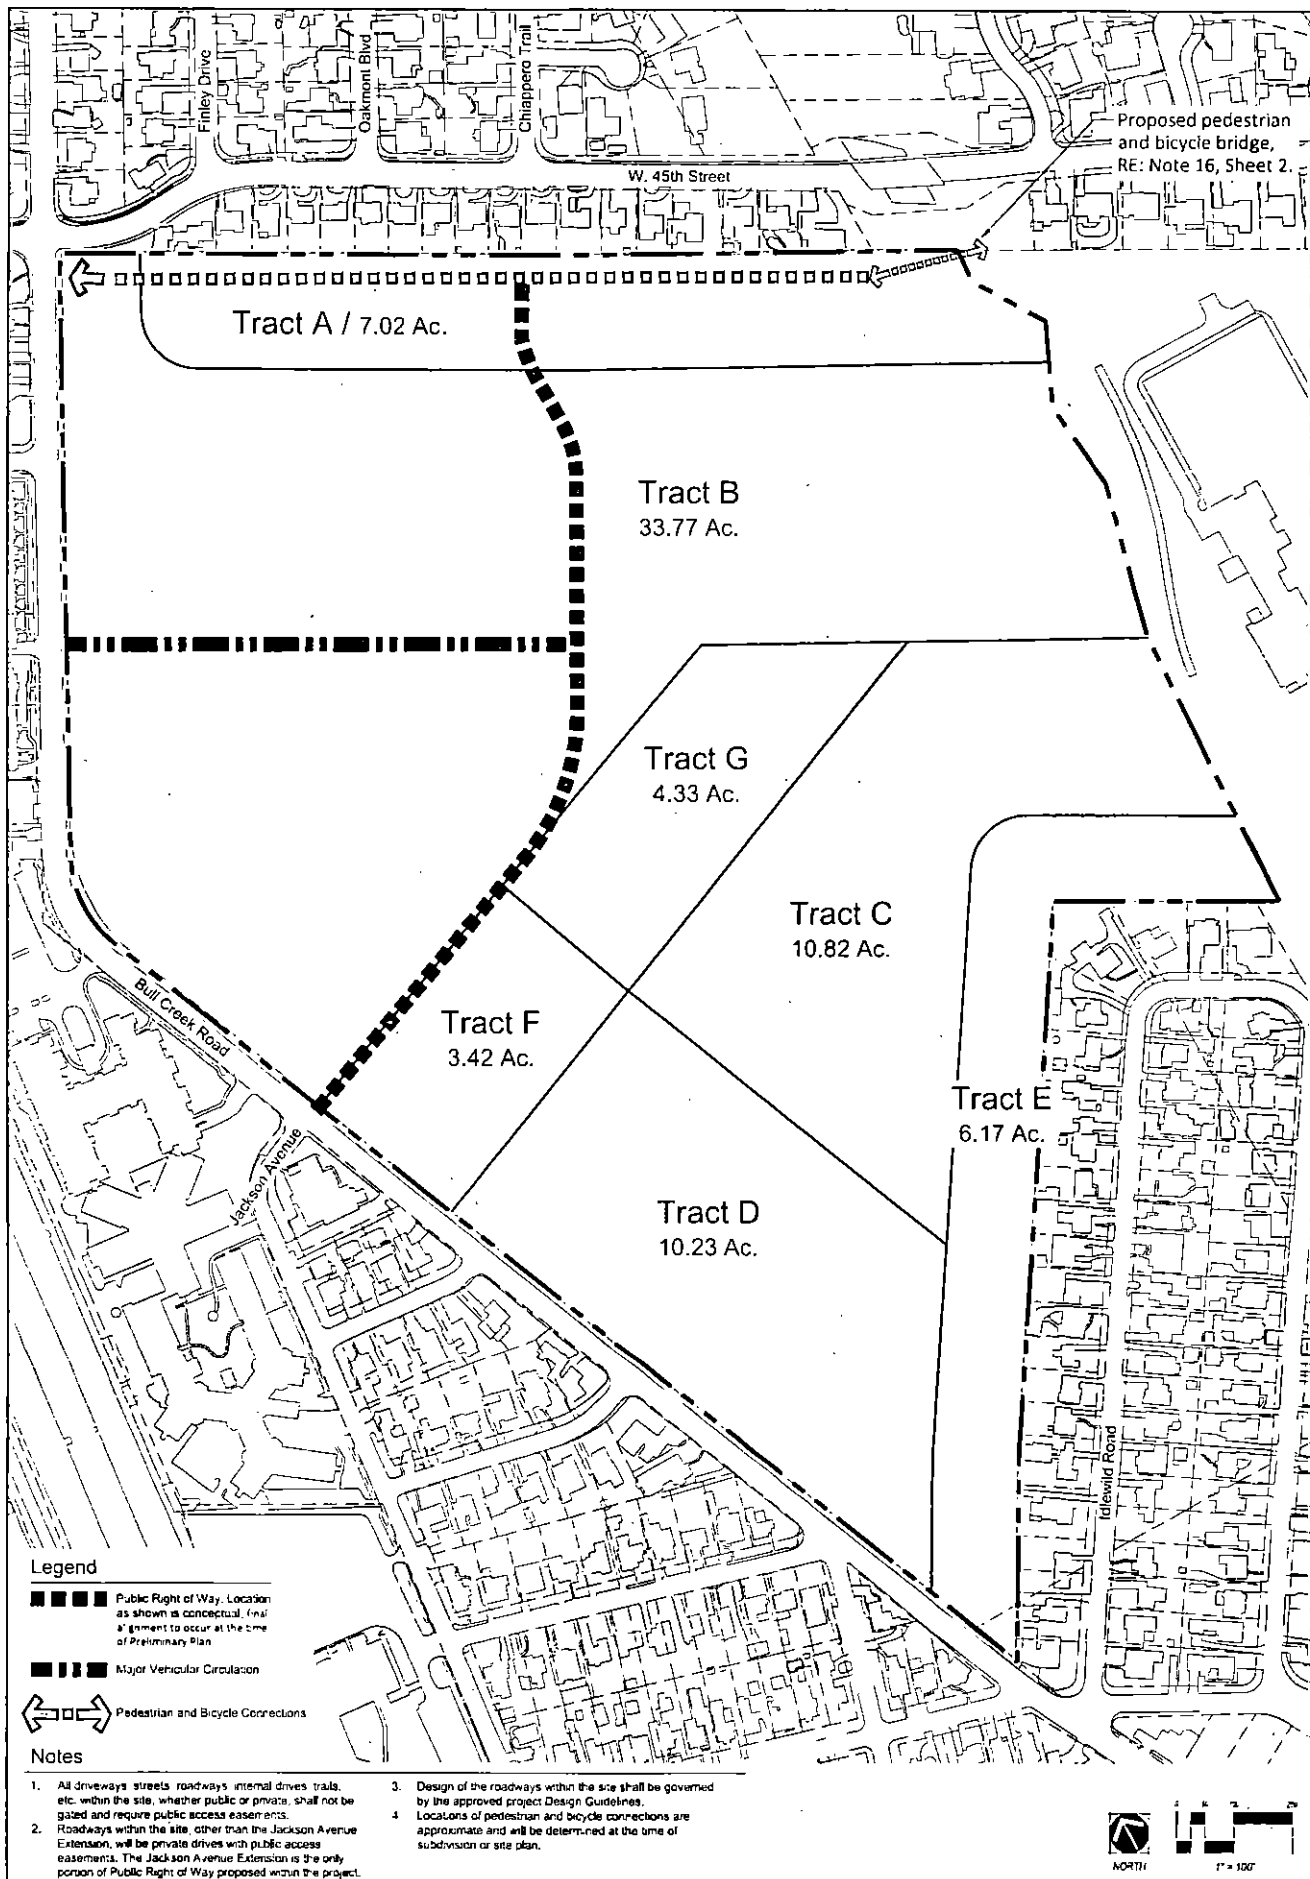 Finley Drive
Oakmont Blvd
Chiappero Trail
Proposed pedestrian
and bicycle bridge,
RE: Note 16, Sheet 2.
W. 45th Street
Tract A / 7.02 Ac.
Tract B
33.77 Ac.
Tract G
4.33 Ac.
Tract C
10.82 Ac.
Bull Creek Road
Tract F
3.42 Ac.
Tract E
6.17 Ac.
Jackson Avenue
Tract D
10.23 Ac.
Idlewild Road
Legend
Public Right of Way. Location
as shown is conceptual, final
alignment to occur at the time
of Preliminary Plan
Major Vehicular Circulation
Pedestrian and Bicycle Connections
Notes
1. All driveways streets roadways internal drives trails,
etc. within the site, whether public or private, shall not be
gated and require public access easements.
2. Roadways within the site, other than the Jackson Avenue
Extension, will be private drives with public access
easements. The Jackson Avenue Extension is the only
portion of Public Right of Way proposed within the project.
3. Design of the roadways within the site shall be governed
by the approved project Design Guidelines.
4 Locations of pedestrian and bicycle connections are
approximate and will be determined at the time of
subdivision or site plan.
NORTH
1" = 100'